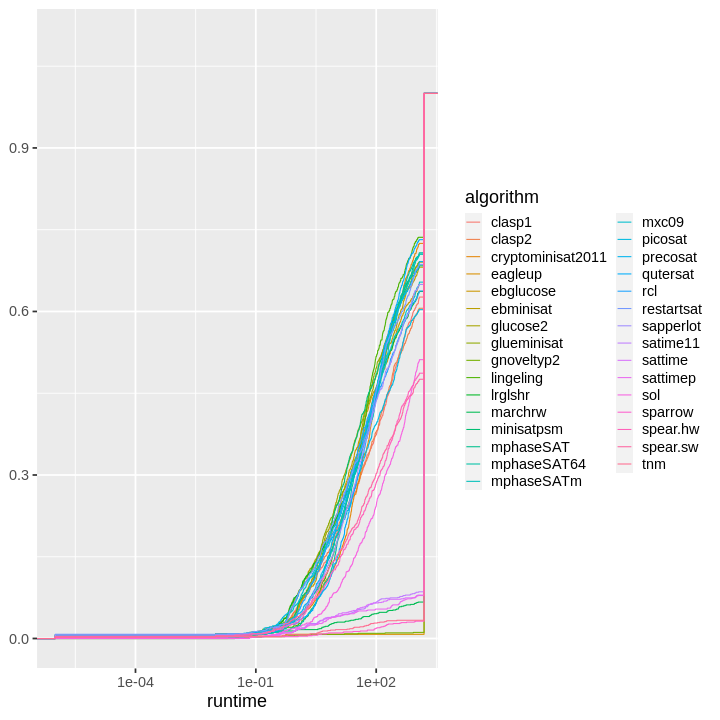 0.9
0.6
0.3
0.0
1e-04
1e-01
1e+02
runtime
algorithm
clasp1
clasp2
cryptominisat2011
eagleup
ebglucose
ebminisat
glucose2
glueminisat
gnoveltyp2
lingeling
lrglshr
marchrw
minisatpsm
mphaseSAT
mphaseSAT64
mphaseSATm
mxc09
picosat
precosat
qutersat
rcl
restartsat
sapperlot
satime11
sattime
sattimep
sol
sparrow
spear.hw
spear.sw
tnm